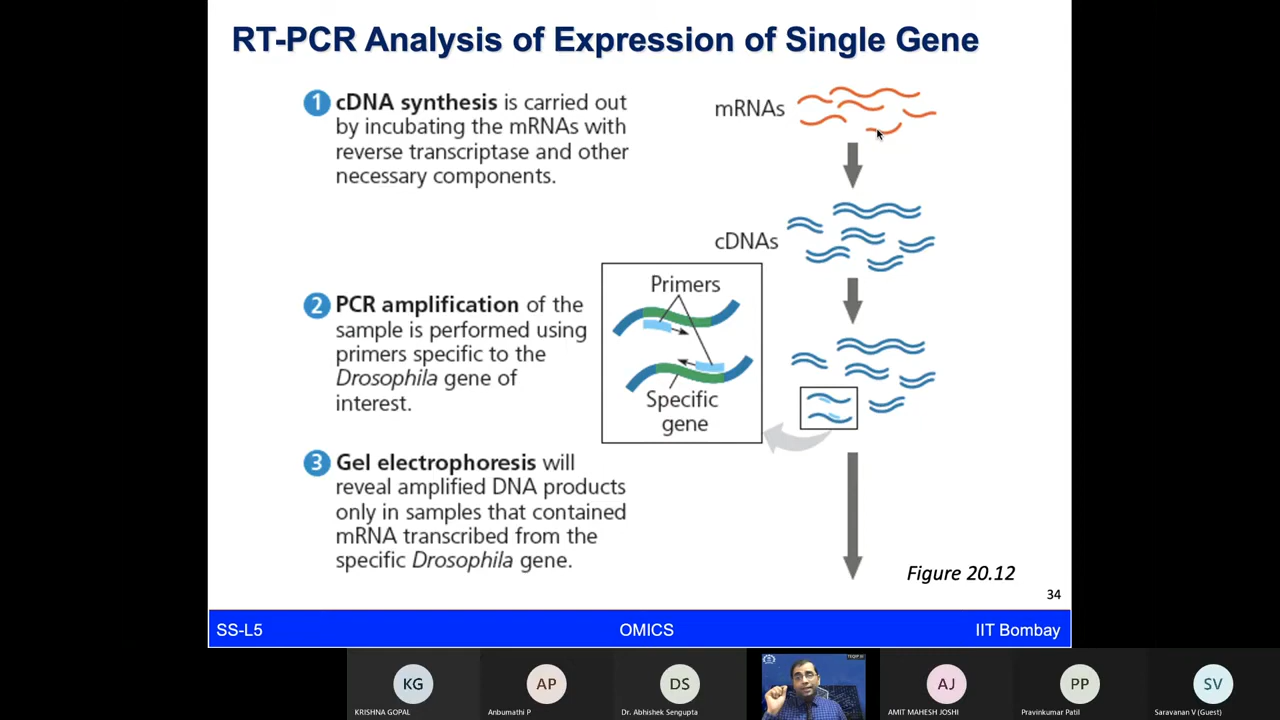 RT-PCR Analysis of Expression of Single Gene
1 cDNA synthesis is carried out
by incubating the mRNAs with
reverse transcriptase and other
necessary components.
mRNAs
cDNAs
2 PCR amplification of the
sample is performed using
primers specific to the
Drosophila gene of
interest.
Primers
Specific
gene
3 Gel electrophoresis will
reveal amplified DNA products
only in samples that contained
mRNA transcribed from the
specific Drosophila gene.
Figure 20.12
34
SS-L5 OMICS IIT Bombay
KG AP DS AJ PP SV
KRISHNA GOPAL Anbumathi P Dr. Abhishek Sengupta AMIT MAHESH JOSHI Pravinkumar Patil Saravanan V (Guest)